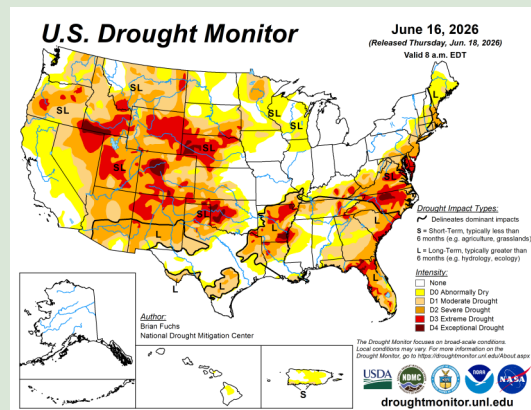 U.S. Drought Monitor
June 16, 2026
(Released Thursday, Jun. 18, 2026)
Valid 8 a.m. EDT
SL
SL
SL
SL
SL
SL
SL
SL
L
L
L
L
L
L
L
L
L
S
Drought Impact Types:
Delineates dominant impacts
S = Short-Term, typically less than
6 months (e.g. agriculture, grasslands)
L = Long-Term, typically greater than
6 months (e.g. hydrology, ecology)
Intensity:
None
D0 Abnormally Dry
D1 Moderate Drought
D2 Severe Drought
D3 Extreme Drought
D4 Exceptional Drought
Author:
Brian Fuchs
National Drought Mitigation Center
The Drought Monitor focuses on broad-scale conditions.
Local conditions may vary. For more information on the
Drought Monitor, go to https://droughtmonitor.unl.edu/About.aspx
USDA
NDMC
NOAA
NASA
droughtmonitor.unl.edu